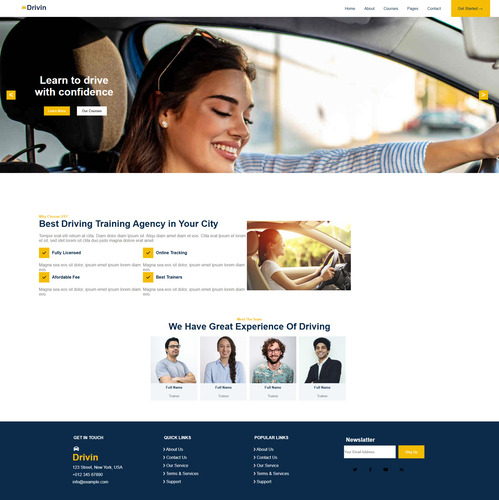 Drivin
Home About Courses Pages Contact Get Started
Learn to drive
with confidence
Learn More Our Courses
Why Choose US!
Best Driving Training Agency in Your City
Tempor erat elitr rebum at clita. Diam dolor diam ipsum sit. Aliqu diam amet diam et eos. Clita erat ipsum et lorem
et, sed stet lorem sit clita duo justo magna dolore erat amet
Fully Licensed Online Tracking
Magna sea eos sit dolor, ipsum amet ipsum lorem diam
eos
Magna sea eos sit dolor, ipsum amet ipsum lorem diam
eos
Affordable Fee Best Trainers
Magna sea eos sit dolor, ipsum amet ipsum lorem diam
eos
Magna sea eos sit dolor, ipsum amet ipsum lorem diam
eos
Meet The Team
We Have Great Experience Of Driving
Full Name Full Name Full Name Full Name
Trainer Trainer Trainer Trainer
GET IN TOUCH
Drivin
123 Street, New York, USA
+012 345 67890
info@example.com
QUICK LINKS
About Us
Contact Us
Our Service
Terms & Services
Support
POPULAR LINKS
About Us
Contact Us
Our Service
Terms & Services
Support
Newslatter
Your Email Address
Sing Up